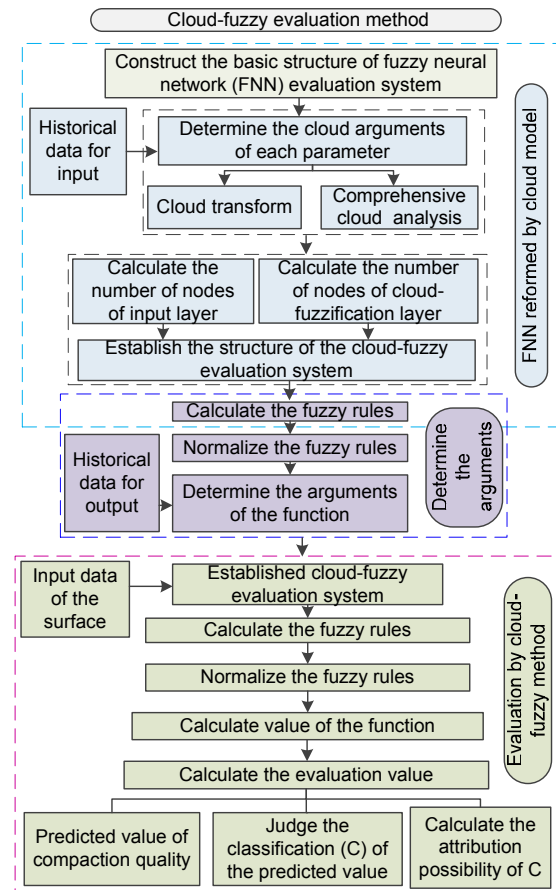 Cloud-fuzzy evaluation method
Construct the basic structure of fuzzy neural
network (FNN) evaluation system
Historical
data for
input
Determine the cloud arguments
of each parameter
Cloud transform
Comprehensive
cloud analysis
Calculate the
number of nodes
of input layer
Calculate the number
of nodes of cloud-
fuzzification layer
Establish the structure of the cloud-fuzzy
evaluation system
FNN reformed by cloud model
Calculate the fuzzy rules
Normalize the fuzzy rules
Historical
data for
output
Determine the arguments
of the function
Determine
the
arguments
Input data
of the
surface
Established cloud-fuzzy
evaluation system
Calculate the fuzzy rules
Normalize the fuzzy rules
Calculate value of the function
Calculate the evaluation value
Predicted value of
compaction quality
Judge the
classification (C) of
the predicted value
Calculate the
attribution
possibility of C
Evaluation by cloud-
fuzzy method